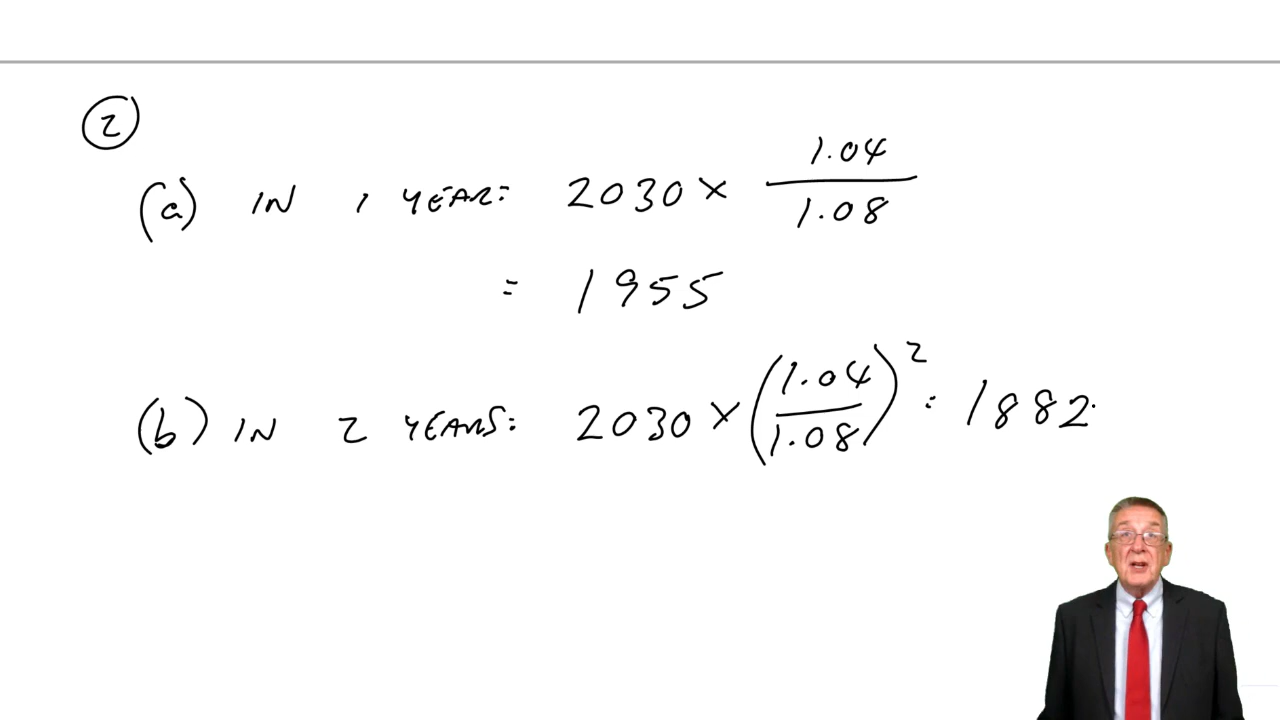 2
(a) IN 1 YEAR: 2030 × 1.04/1.08
= 1955
(b) IN 2 YEARS: 2030 × (1.04/1.08)² = 1882.